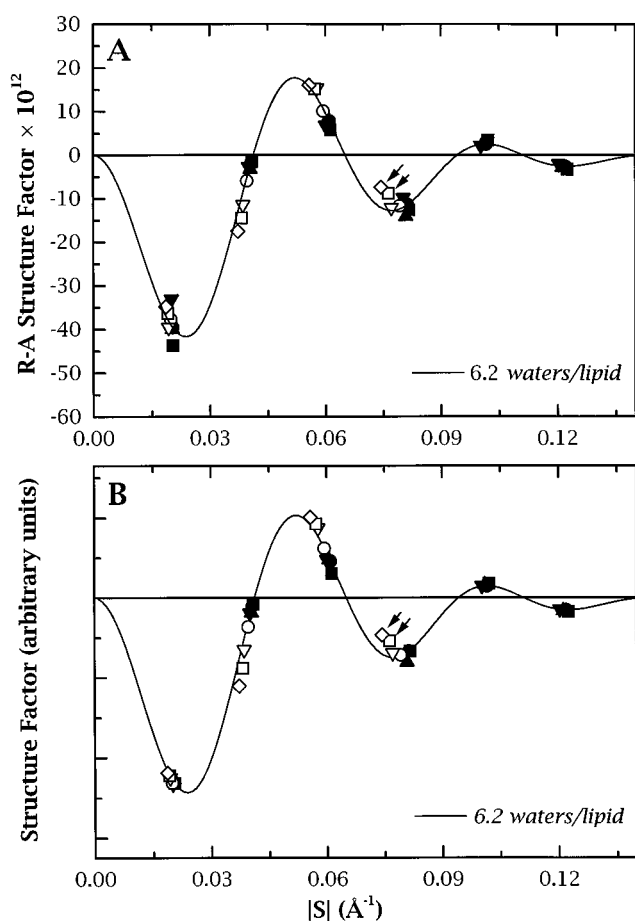 A
R-A Structure Factor × 10¹²
30
20
10
0
-10
-20
-30
-40
-50
-60
6.2 waters/lipid
0.00 0.03 0.06 0.09 0.12
B
Structure Factor (arbitrary units)
6.2 waters/lipid
0.00 0.03 0.06 0.09 0.12
|S| (Å⁻¹)